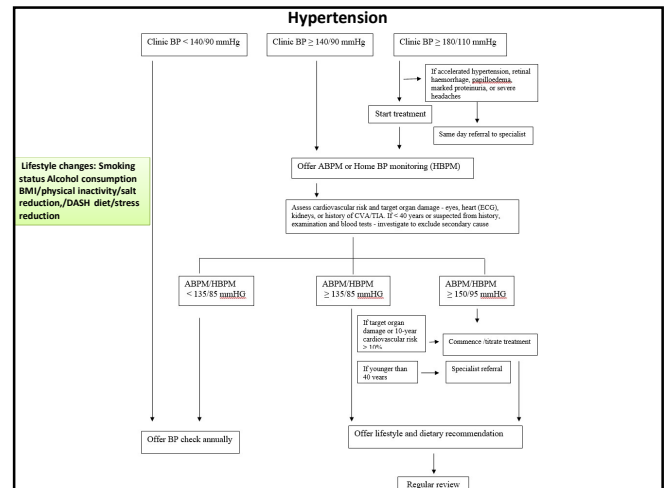 Hypertension
Clinic BP < 140/90 mmHg
Clinic BP ≥ 140/90 mmHg
Clinic BP ≥ 180/110 mmHg
If accelerated hypertension, retinal
haemorrhage, papilloedema,
marked proteinuria, or severe
headaches
Start treatment
Same day referral to specialist
Lifestyle changes: Smoking
status Alcohol consumption
BMI/physical inactivity/salt
reduction,/DASH diet/stress
reduction
Offer ABPM or Home BP monitoring (HBPM)
Assess cardiovascular risk and target organ damage - eyes, heart (ECG),
kidneys, or history of CVA/TIA. If < 40 years or suspected from history,
examination and blood tests - investigate to exclude secondary cause
ABPM/HBPM
< 135/85 mmHG
ABPM/HBPM
≥ 135/85 mmHG
ABPM/HBPM
≥ 150/95 mmHG
If target organ
damage or 10-year
cardiovascular risk
≥ 10%
Commence /titrate treatment
If younger than
40 years
Specialist referral
Offer BP check annually
Offer lifestyle and dietary recommendation
Regular review